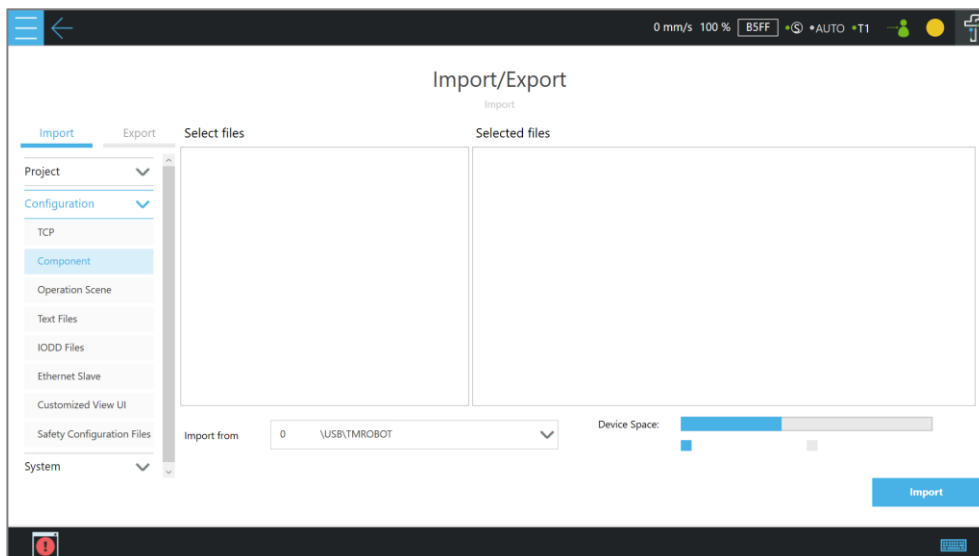 0 mm/s 100 % B5FF •Ⓢ •AUTO •T1
Import/Export
Import
Import Export
Select files
Selected files
Project
Configuration
TCP
Component
Operation Scene
Text Files
IODD Files
Ethernet Slave
Customized View UI
Safety Configuration Files
System
Import from 0 \USB\TMROBOT
Device Space:
Import